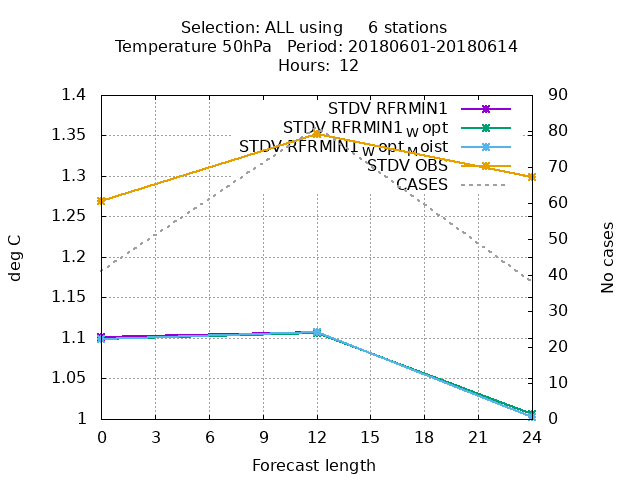 Selection: ALL using     6 stations
Temperature 50hPa   Period: 20180601-20180614
Hours:  12
STDV RFRMIN1
STDV RFRMIN1_W opt
STDV RFRMIN1_W opt_M oist
STDV OBS
CASES
1.4
1.35
1.3
1.25
1.2
1.15
1.1
1.05
1
deg C
90
80
70
60
50
40
30
20
10
0
No cases
0 3 6 9 12 15 18 21 24
Forecast length